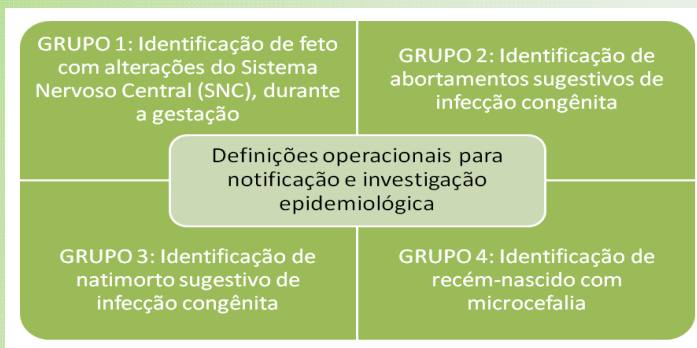 GRUPO 1: Identificação de feto
com alterações do Sistema
Nervoso Central (SNC), durante
a gestação
GRUPO 2: Identificação de
abortamentos sugestivos de
infecção congênita
Definições operacionais para
notificação e investigação
epidemiológica
GRUPO 3: Identificação de
natimorto sugestivo de
infecção congênita
GRUPO 4: Identificação de
recém-nascido com
microcefalia